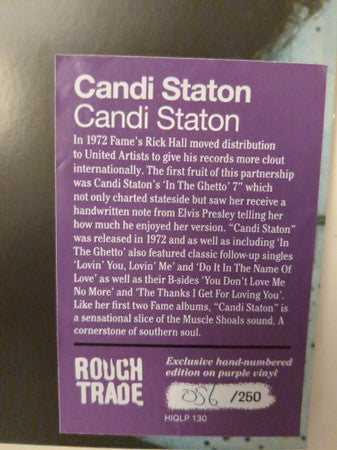 Candi Staton
Candi Staton
In 1972 Fame's Rick Hall moved distribution
to United Artists to give his records more clout
internationally. The first fruit of this partnership
was Candi Staton's 'In The Ghetto' 7" which
not only charted stateside but saw her receive a
handwritten note from Elvis Presley telling her
how much he enjoyed her version. "Candi Staton"
was released in 1972 and as well as including 'In
The Ghetto' also featured classic follow-up singles
'Lovin' You, Lovin' Me' and 'Do It In The Name Of
Love' as well as their B-sides 'You Don't Love Me
No More' and 'The Thanks I Get For Loving You'.
Like her first two Fame albums, "Candi Staton" is
a sensational slice of the Muscle Shoals sound. A
cornerstone of southern soul.
ROUGH
TRADE
Exclusive hand-numbered
edition on purple vinyl
056 /250
HIQLP 130